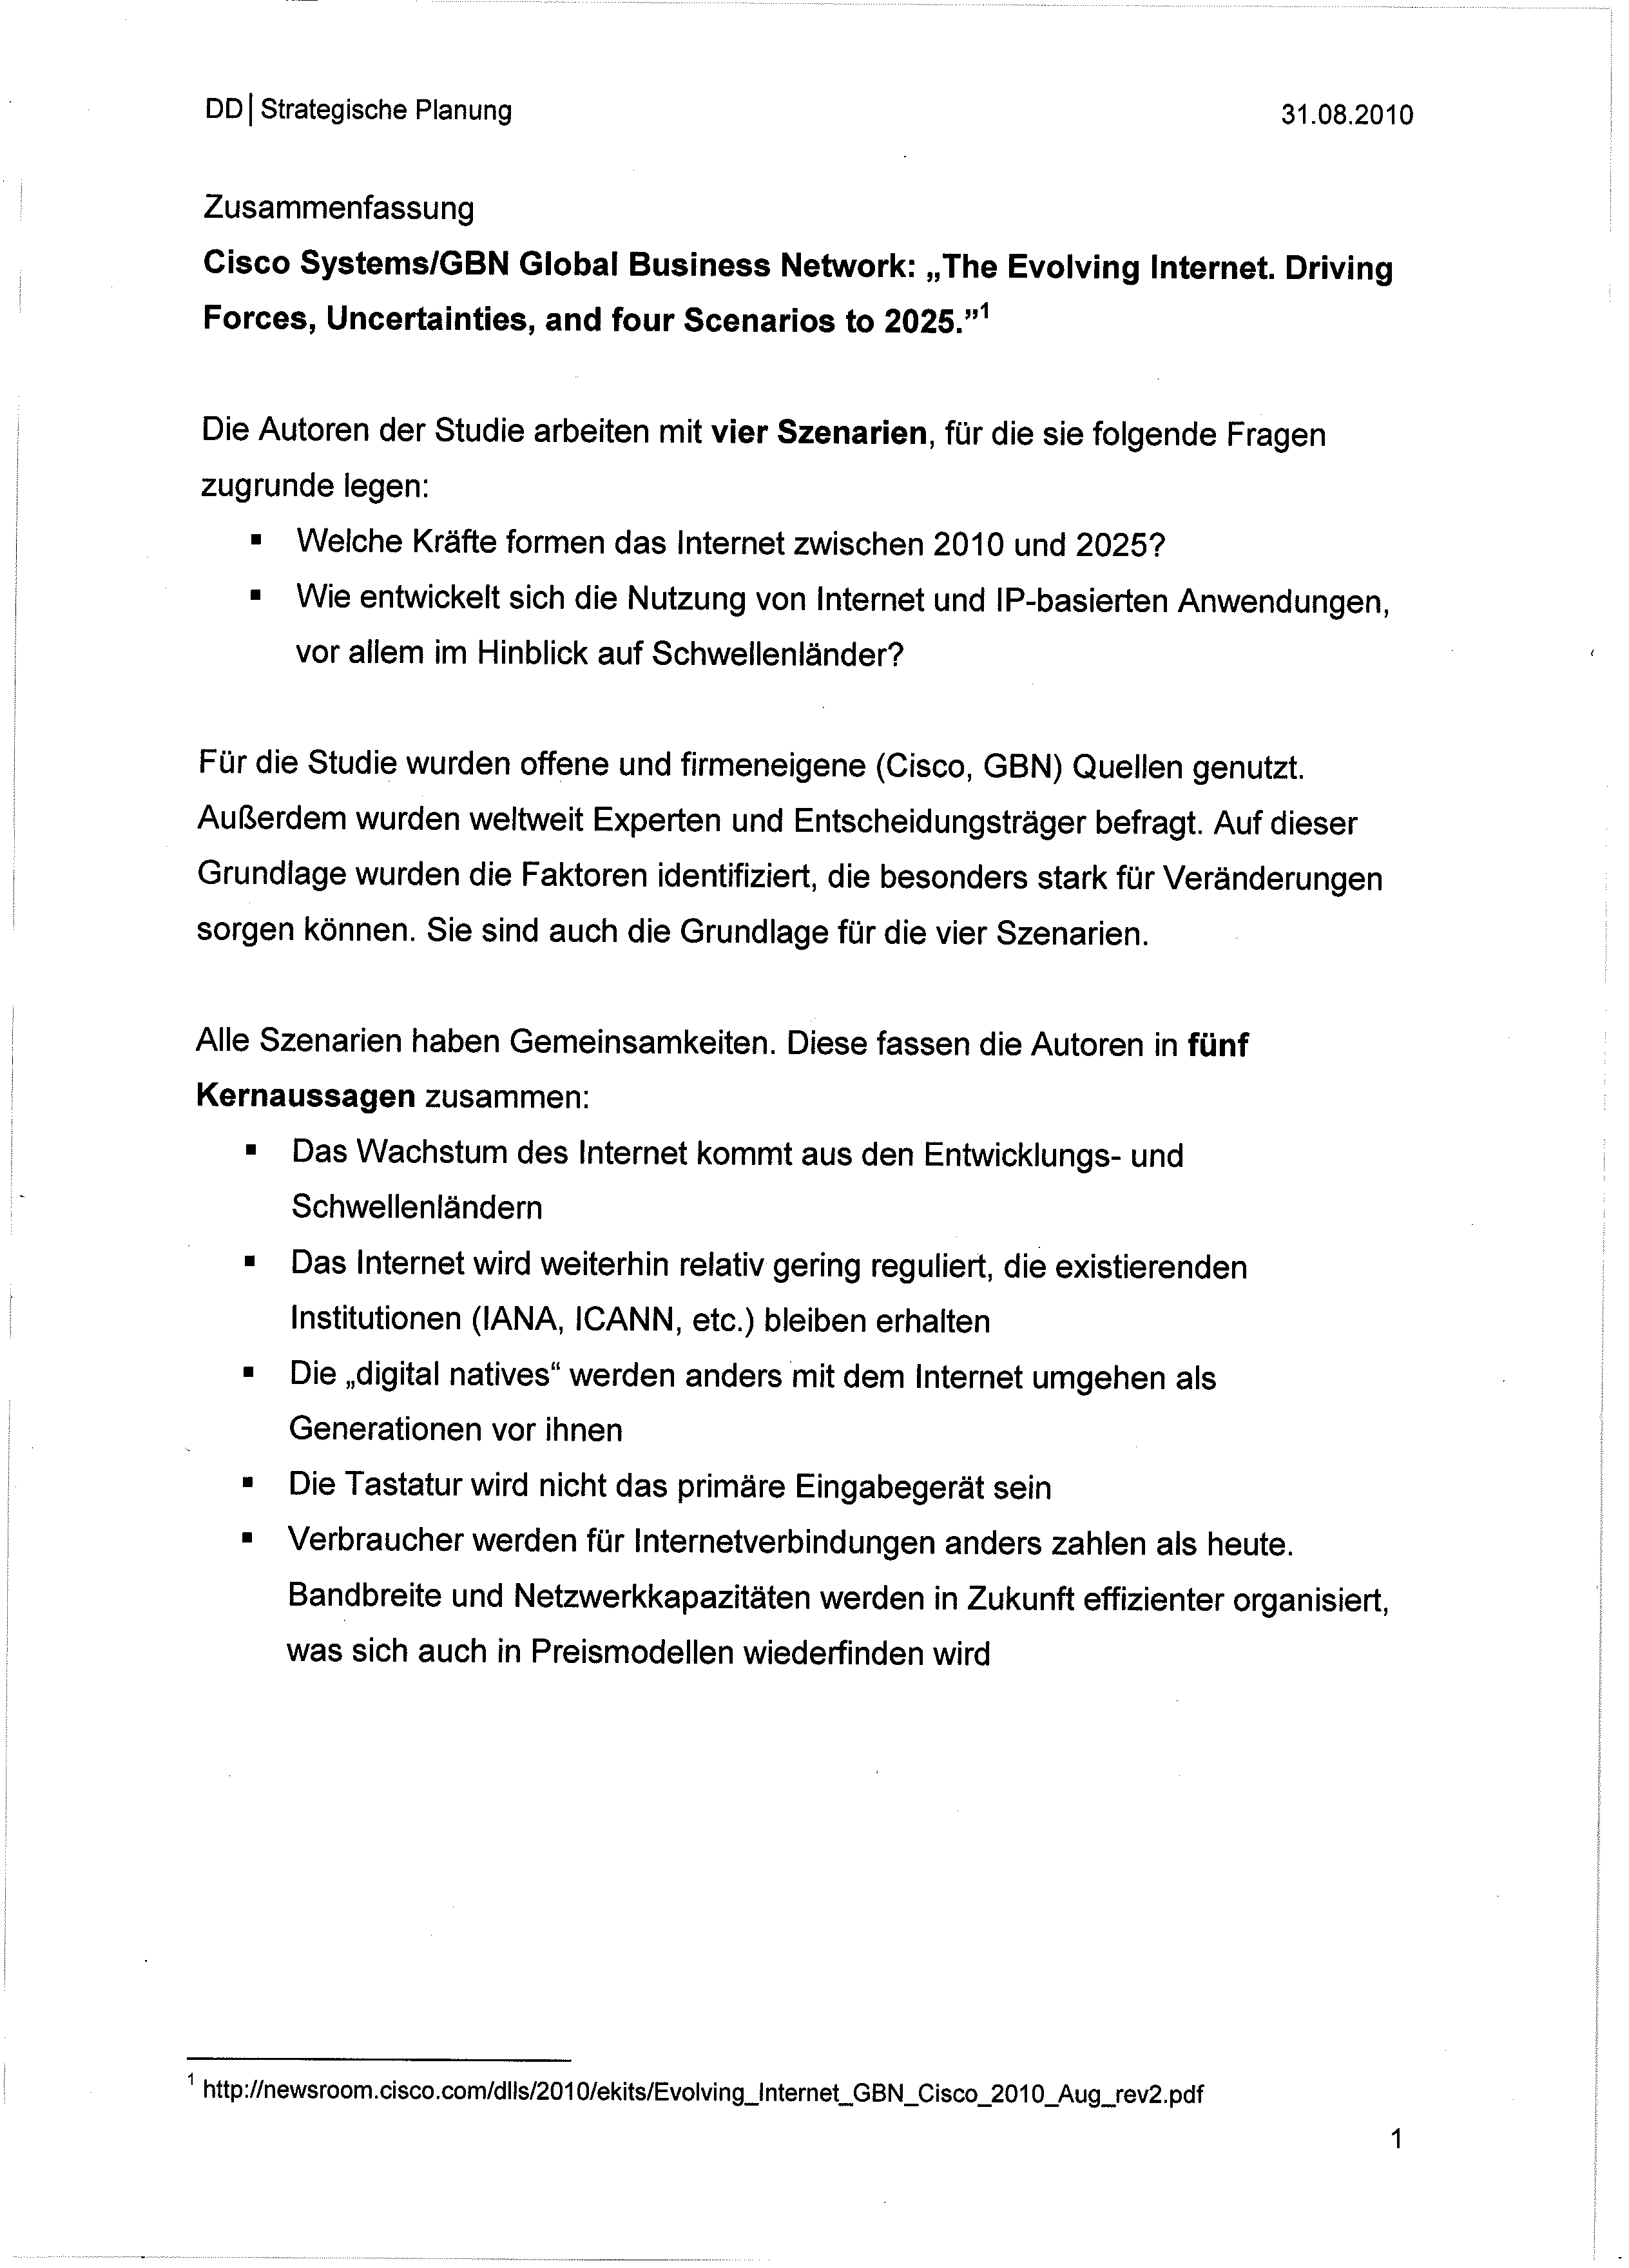 DD| Strategische Planung 31.08.2010
Zusammenfassung
Cisco Systems/GBN Global Business Network: „The Evolving Internet. Driving
Forces, Uncertainties, and four Scenarios to 2025.”1
Die Autoren der Studie arbeiten mit vier Szenarien, für die sie folgende Fragen
zugrunde legen:
▪ Welche Kräfte formen das Internet zwischen 2010 und 2025?
▪ Wie entwickelt sich die Nutzung von Internet und IP-basierten Anwendungen,
vor allem im Hinblick auf Schwellenländer?
Für die Studie wurden offene und firmeneigene (Cisco, GBN) Quellen genutzt.
Außerdem wurden weltweit Experten und Entscheidungsträger befragt. Auf dieser
Grundlage wurden die Faktoren identifiziert, die besonders stark für Veränderungen
sorgen können. Sie sind auch die Grundlage für die vier Szenarien.
Alle Szenarien haben Gemeinsamkeiten. Diese fassen die Autoren in fünf
Kernaussagen zusammen:
▪ Das Wachstum des Internet kommt aus den Entwicklungs- und
Schwellenländern
▪ Das Internet wird weiterhin relativ gering reguliert, die existierenden
Institutionen (IANA, ICANN, etc.) bleiben erhalten
▪ Die „digital natives“ werden anders mit dem Internet umgehen als
Generationen vor ihnen
▪ Die Tastatur wird nicht das primäre Eingabegerät sein
▪ Verbraucher werden für Internetverbindungen anders zahlen als heute.
Bandbreite und Netzwerkkapazitäten werden in Zukunft effizienter organisiert,
was sich auch in Preismodellen wiederfinden wird
1 http://newsroom.cisco.com/dlls/2010/ekits/Evolving_Internet_GBN_Cisco_2010_Aug_rev2.pdf
1